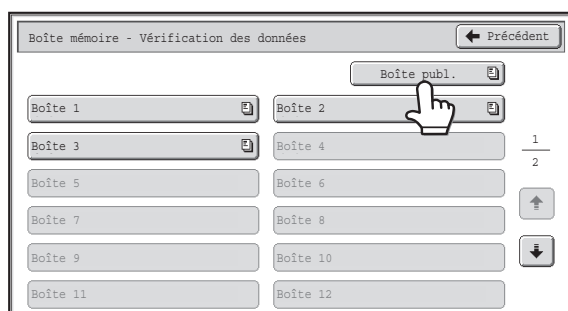 Boîte mémoire - Vérification des données
Précédent
Boîte publ.
Boîte 1
Boîte 2
Boîte 3
Boîte 4
1
2
Boîte 5
Boîte 6
Boîte 7
Boîte 8
Boîte 9
Boîte 10
Boîte 11
Boîte 12